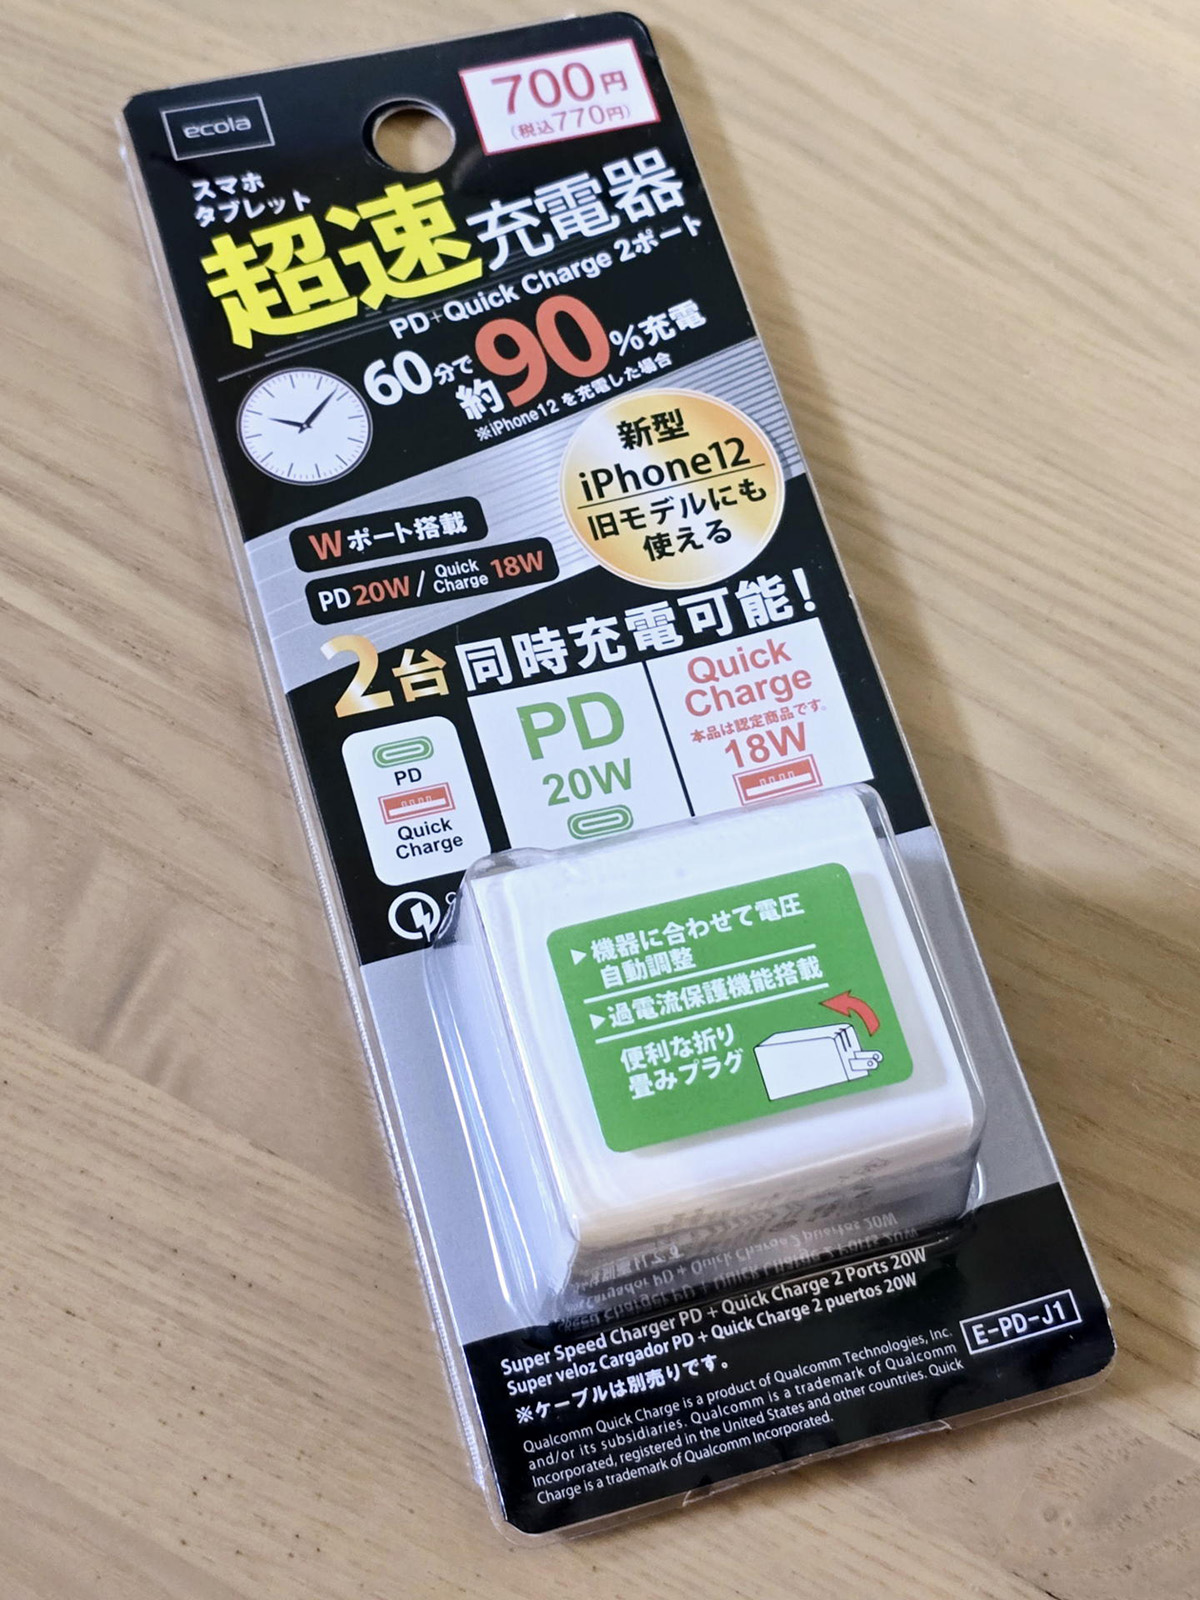 ecola
700円
(税込770円)
スマホ
タブレット
超速充電器
PD+Quick Charge 2ポート
60分で
約90%充電
※iPhone12 を充電した場合
新型
iPhone12
旧モデルにも
使える
Wポート搭載
PD20W/Quick Charge 18W
2台同時充電可能!
PD
Quick
Charge
PD
20W
Quick
Charge
本品は認定商品です。
18W
▶機器に合わせて電圧
自動調整
▶過電流保護機能搭載
便利な折り
畳みプラグ
Super Speed Charger PD + Quick Charge 2 Ports 20W
Super veloz Cargador PD + Quick Charge 2 puertos 20W
※ケーブルは別売りです。
E-PD-J1
Qualcomm Quick Charge is a product of Qualcomm Technologies, Inc.
and/or its subsidiaries. Qualcomm is a trademark of Qualcomm
Incorporated, registered in the United States and other countries. Quick
Charge is a trademark of Qualcomm Incorporated.